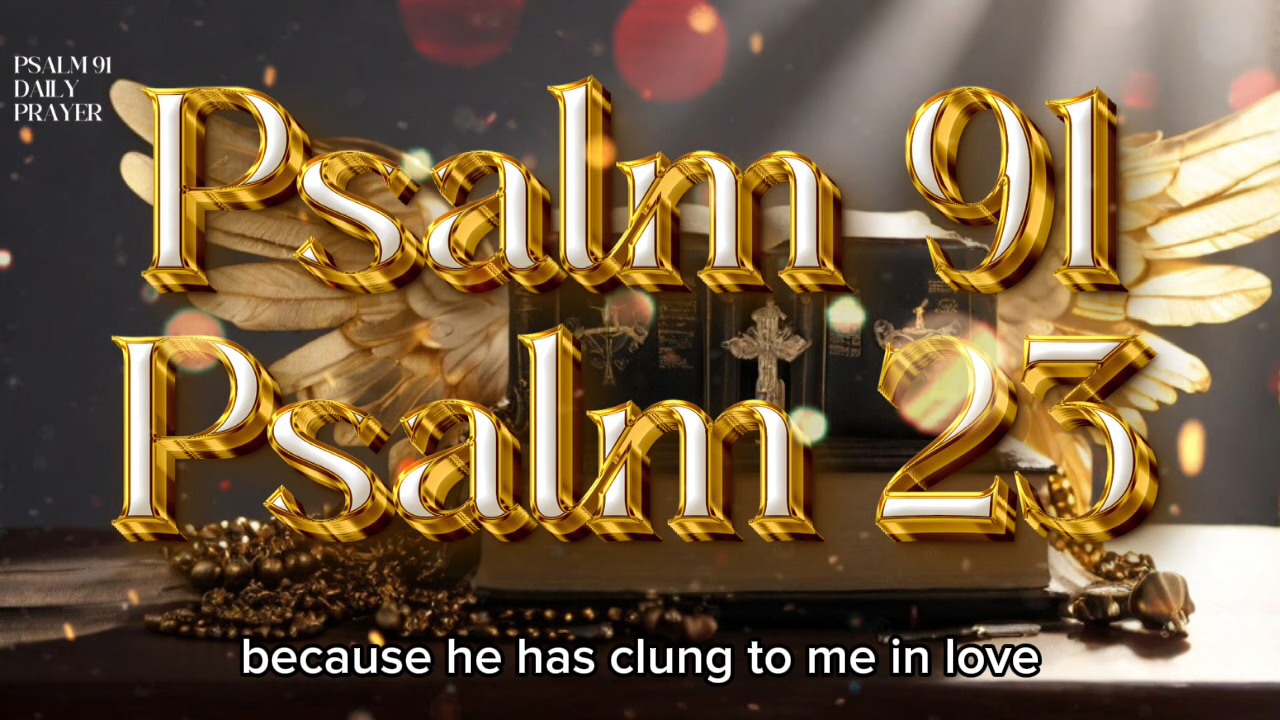 PSALM 91
DAILY
PRAYER
Psalm 91
Psalm 23
because he has clung to me in love